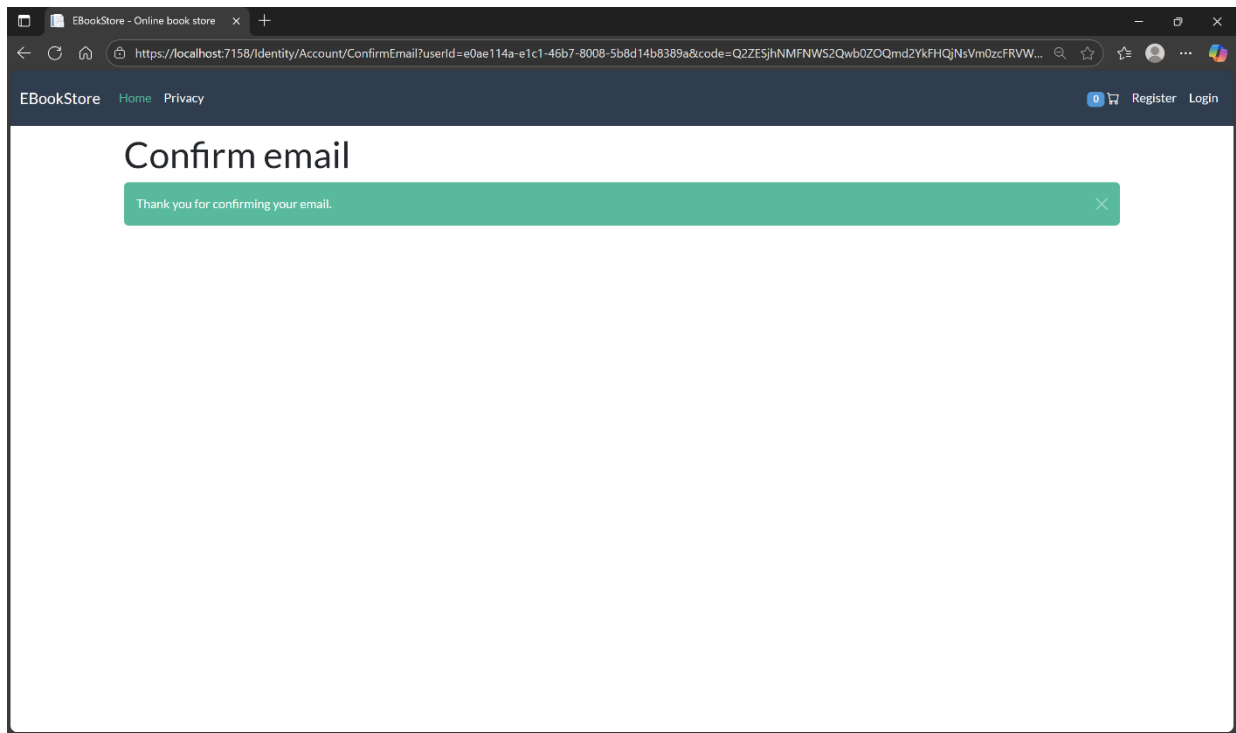 EBookStore - Online book store
https://localhost:7158/Identity/Account/ConfirmEmail?userId=e0ae114a-e1c1-46b7-8008-5b8d14b8389a&code=Q2ZESjhNMFNWS2Qwb0ZOQmd2YkFHQjNsVm0zcFRVW...
EBookStore Home Privacy 0 Register Login
Confirm email
Thank you for confirming your email.